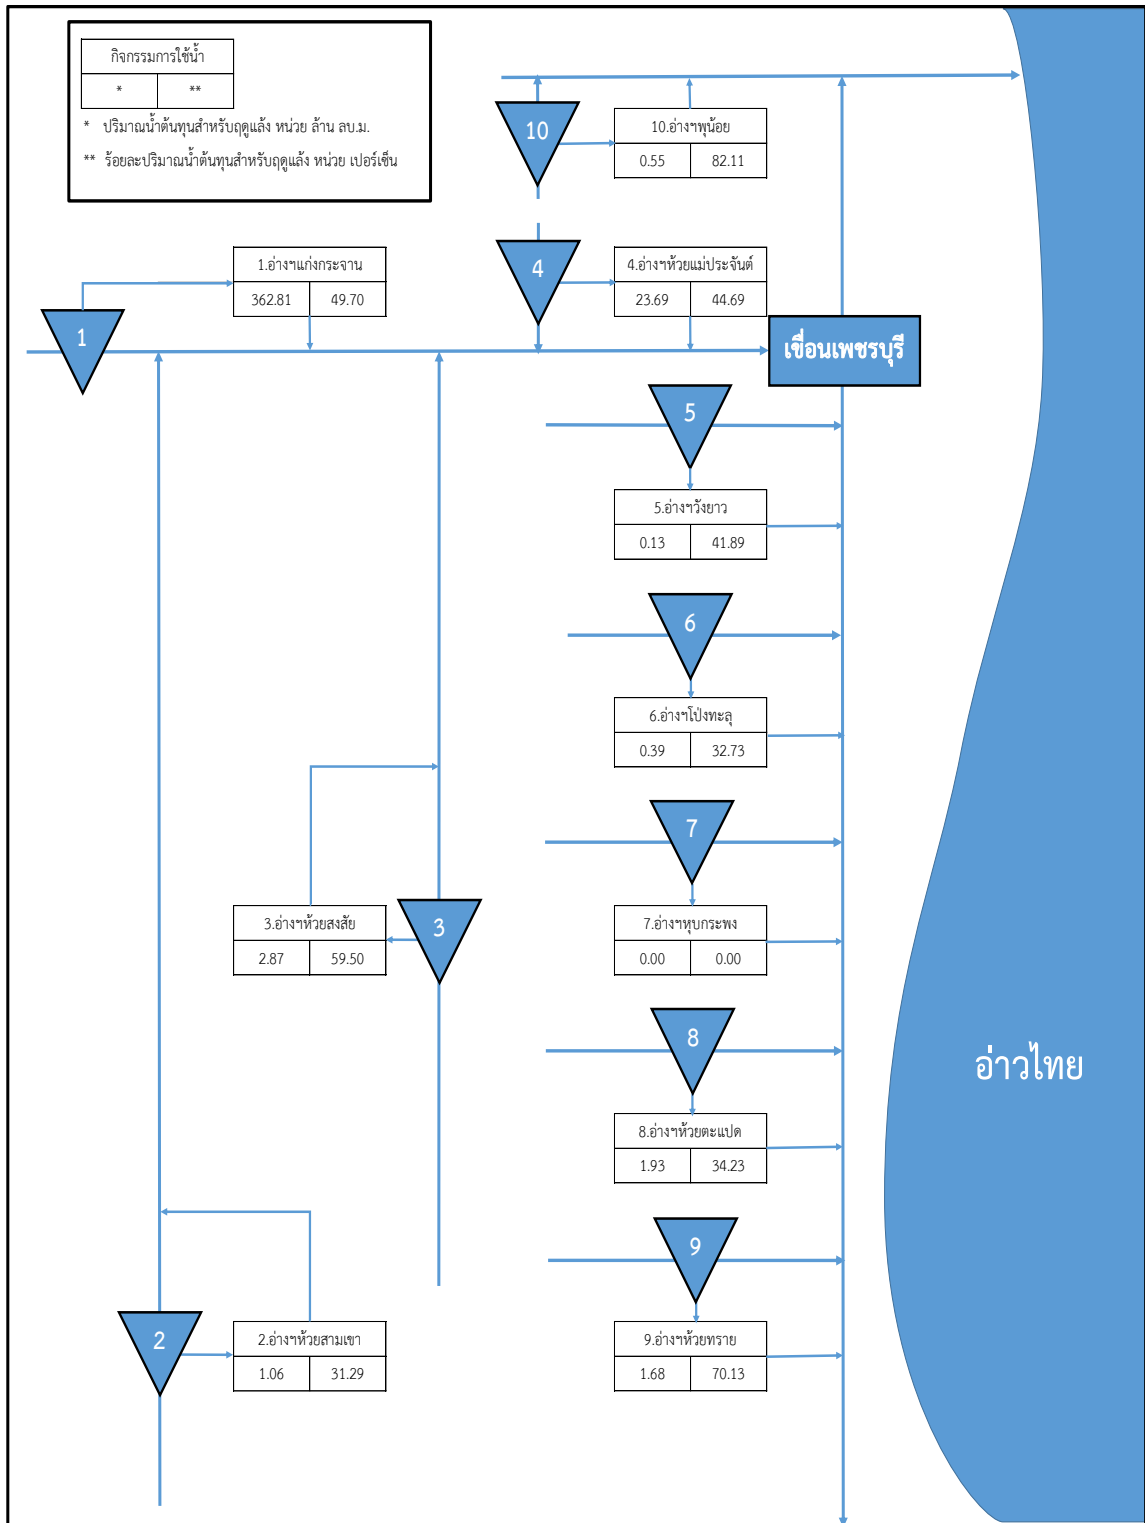 กิจกรรมการใช้น้ำ
* **
* ปริมาณน้ำต้นทุนสำหรับฤดูแล้ง หน่วย ล้าน ลบ.ม.
** ร้อยละปริมาณน้ำต้นทุนสำหรับฤดูแล้ง หน่วย เปอร์เซ็น
10
10.อ่างฯพุน้อย
0.55 82.11
1.อ่างฯแก่งกระจาน
362.81 49.70
4
4.อ่างฯห้วยแม่ประจันต์
23.69 44.69
1
เขื่อนเพชรบุรี
5
5.อ่างฯวังยาว
0.13 41.89
6
6.อ่างฯโป่งทะลุ
0.39 32.73
7
3.อ่างฯห้วยสงสัย
2.87 59.50
3
7.อ่างฯหุบกระพง
0.00 0.00
8
อ่าวไทย
8.อ่างฯห้วยตะแปด
1.93 34.23
9
2
2.อ่างฯห้วยสามเขา
1.06 31.29
9.อ่างฯห้วยทราย
1.68 70.13